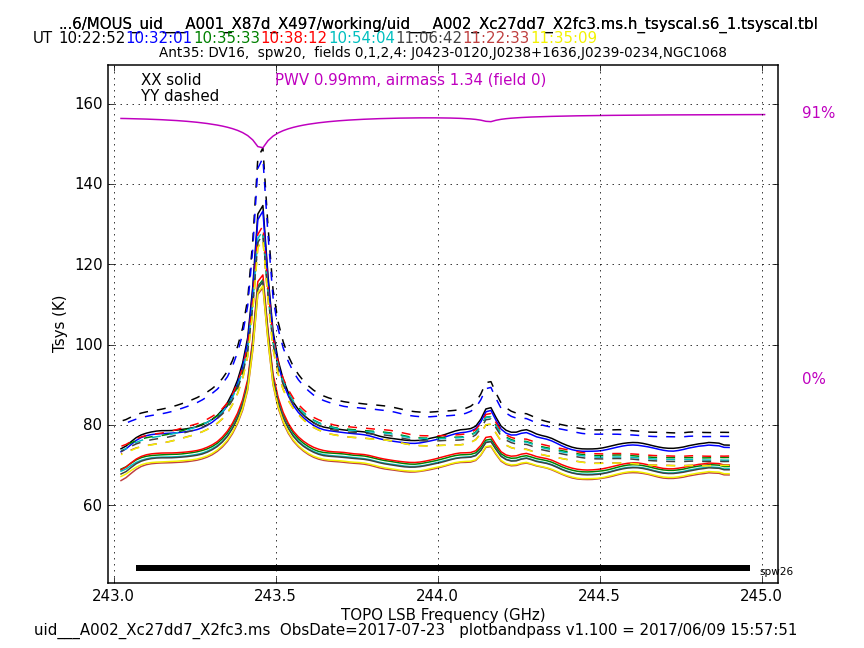 ...6/MOUS_uid___A001_X87d_X497/working/uid___A002_Xc27dd7_X2fc3.ms.h_tsyscal.s6_1.tsyscal.tbl
UT 10:22:52 10:32:01 10:35:33 10:38:12 10:54:04 11:06:42 11:22:33 11:35:09
Ant35: DV16, spw20, fields 0,1,2,4: J0423-0120,J0238+1636,J0239-0234,NGC1068
XX solid PWV 0.99mm, airmass 1.34 (field 0)
YY dashed
160
140
120
100
80
60
Tsys (K)
91%
0%
spw26
243.0 243.5 244.0 244.5 245.0
TOPO LSB Frequency (GHz)
uid___A002_Xc27dd7_X2fc3.ms ObsDate=2017-07-23 plotbandpass v1.100 = 2017/06/09 15:57:51